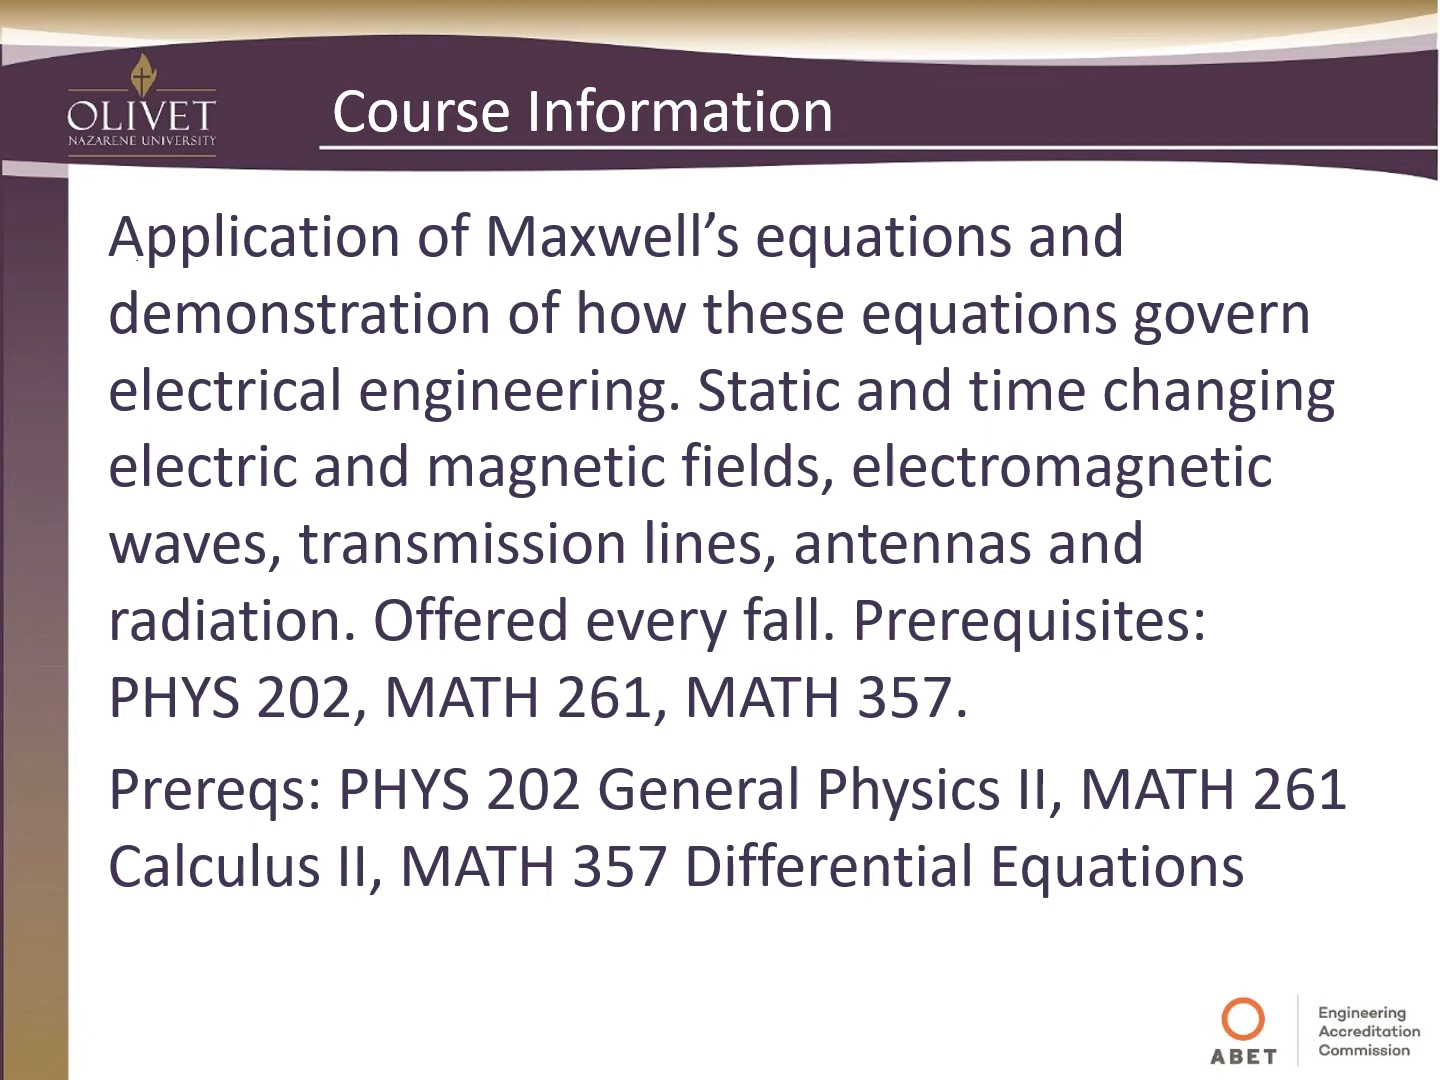 OLIVET
NAZARENE UNIVERSITY
Course Information
Application of Maxwell’s equations and
demonstration of how these equations govern
electrical engineering. Static and time changing
electric and magnetic fields, electromagnetic
waves, transmission lines, antennas and
radiation. Offered every fall. Prerequisites:
PHYS 202, MATH 261, MATH 357.
Prereqs: PHYS 202 General Physics II, MATH 261
Calculus II, MATH 357 Differential Equations
ABET
Engineering
Accreditation
Commission